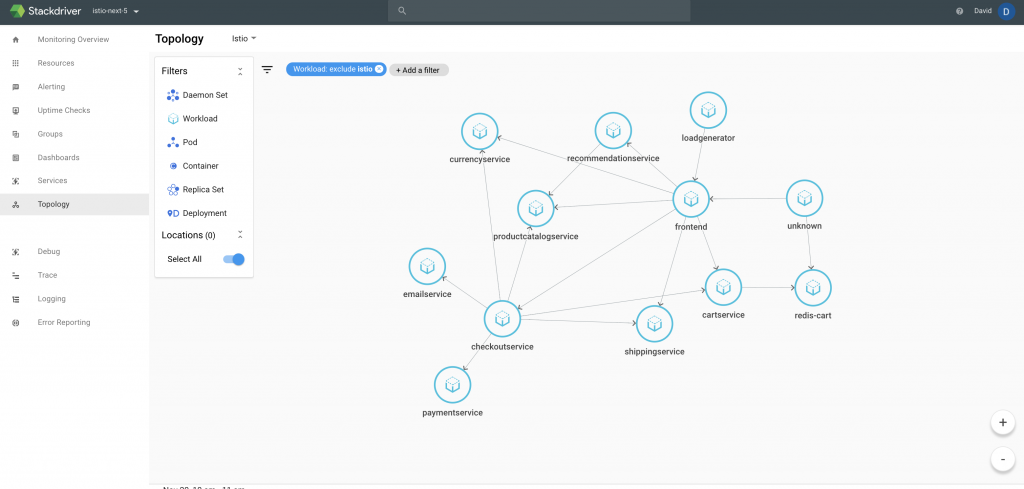 Stackdriver
istio-next-5
David
D
Monitoring Overview
Resources
Alerting
Uptime Checks
Groups
Dashboards
Services
Topology
Debug
Trace
Logging
Error Reporting
Topology
Istio
Filters
Daemon Set
Workload
Pod
Container
Replica Set
Deployment
Locations (0)
Select All
Workload: exclude istio
+ Add a filter
loadgenerator
currencyservice
recommendationservice
frontend
unknown
productcatalogservice
emailservice
cartservice
redis-cart
checkoutservice
shippingservice
paymentservice
+
-